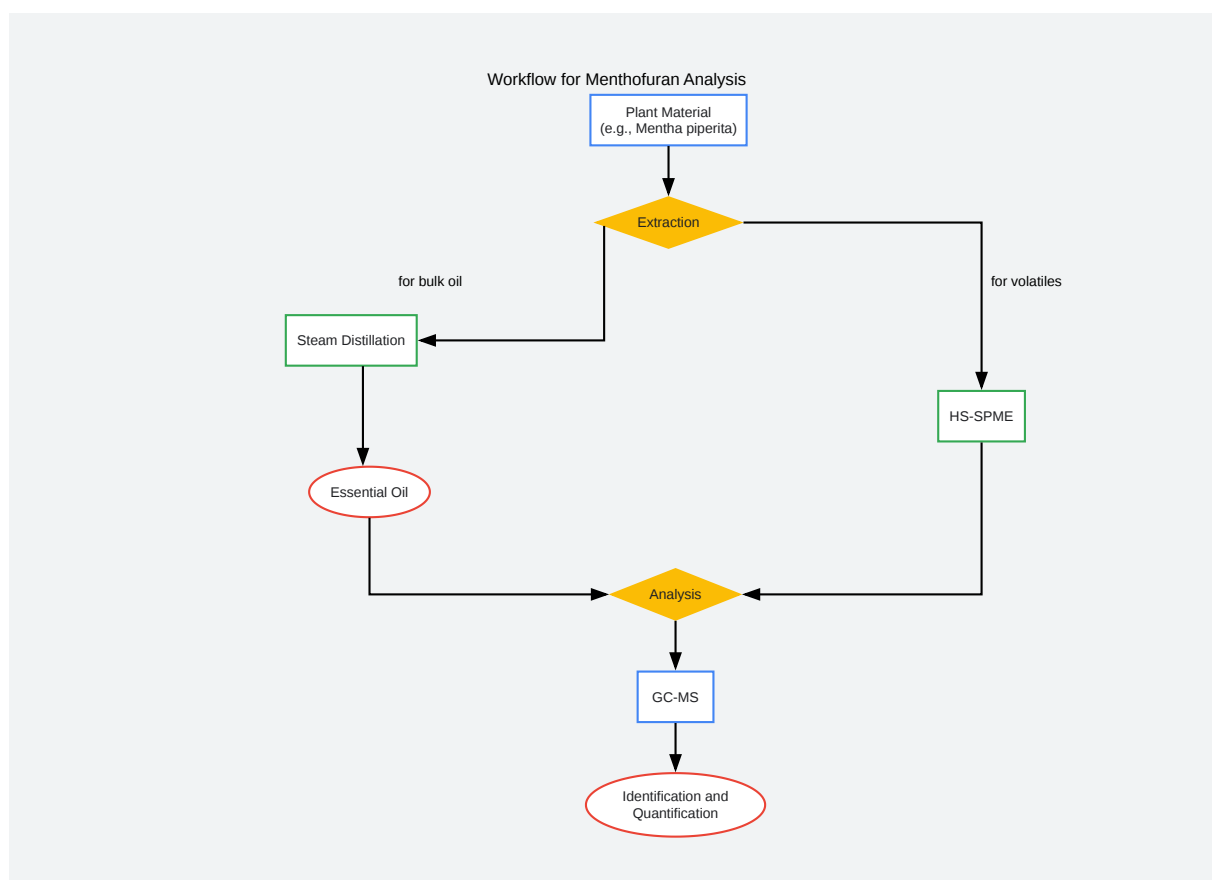 Workflow for Menthofuran Analysis
Plant Material
(e.g., Mentha piperita)
Extraction
for bulk oil
for volatiles
Steam Distillation
HS-SPME
Essential Oil
Analysis
GC-MS
Identification and
Quantification